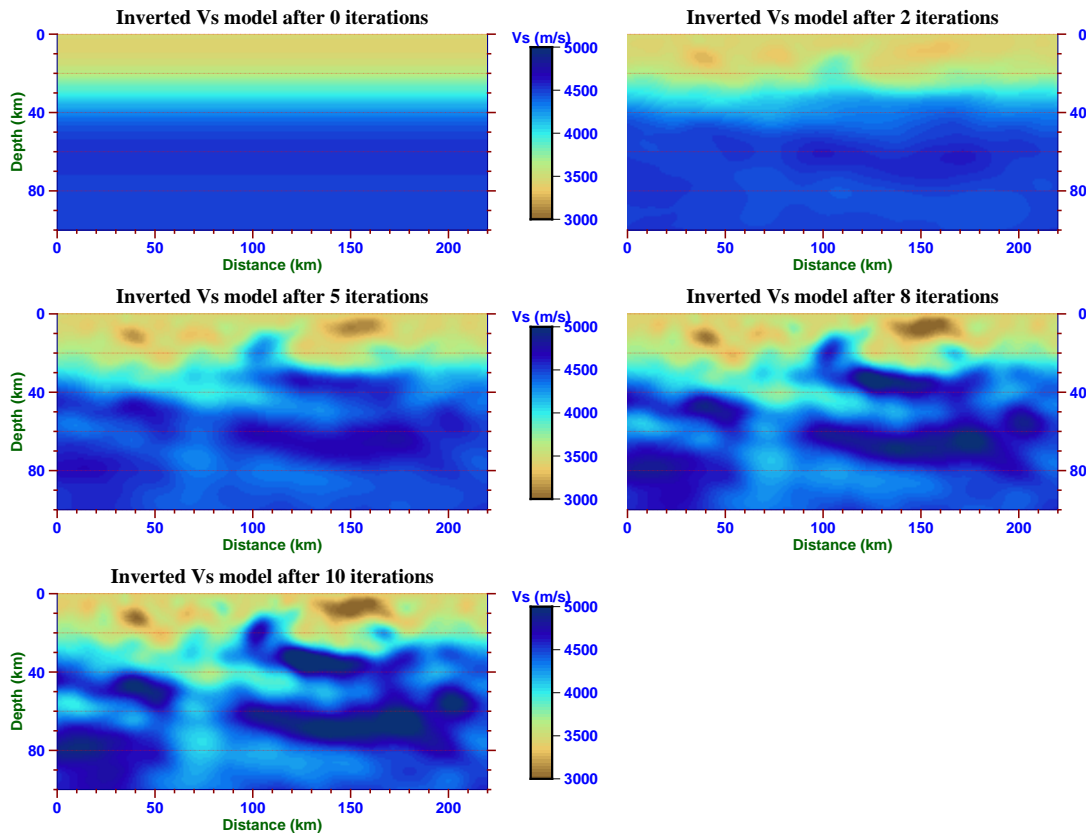 Inverted Vs model after 0 iterations
Inverted Vs model after 2 iterations
Vs (m/s)
0
40
80
Depth (km)
0 50 100 150 200
Distance (km)
5000
4500
4000
3500
3000
0
40
80
Depth (km)
0 50 100 150 200
Distance (km)
Inverted Vs model after 5 iterations
Inverted Vs model after 8 iterations
Vs (m/s)
0
40
80
Depth (km)
0 50 100 150 200
Distance (km)
5000
4500
4000
3500
3000
0
40
80
Depth (km)
0 50 100 150 200
Distance (km)
Inverted Vs model after 10 iterations
Vs (m/s)
0
40
80
Depth (km)
0 50 100 150 200
Distance (km)
5000
4500
4000
3500
3000